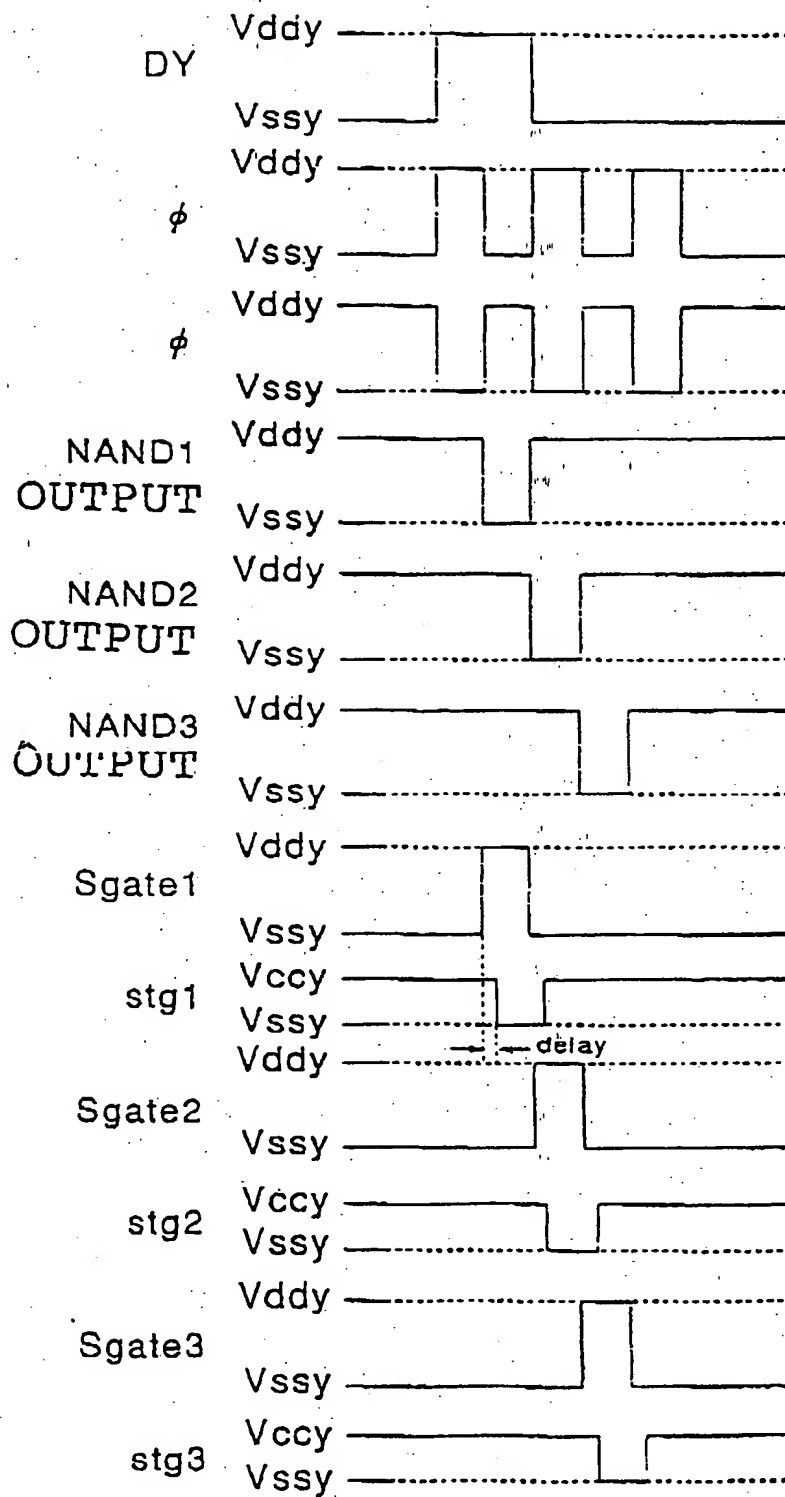 Vddy
DY
Vssy
Vddy
ϕ
Vssy
Vddy
ϕ
Vssy
Vddy
NAND1
OUTPUT
Vssy
Vddy
NAND2
OUTPUT
Vssy
Vddy
NAND3
OUTPUT
Vssy
Vddy
Sgate1
Vssy
Vccy
stg1
Vssy
delay
Vddy
Sgate2
Vssy
Vccy
stg2
Vssy
Vddy
Sgate3
Vssy
Vccy
stg3
Vssy